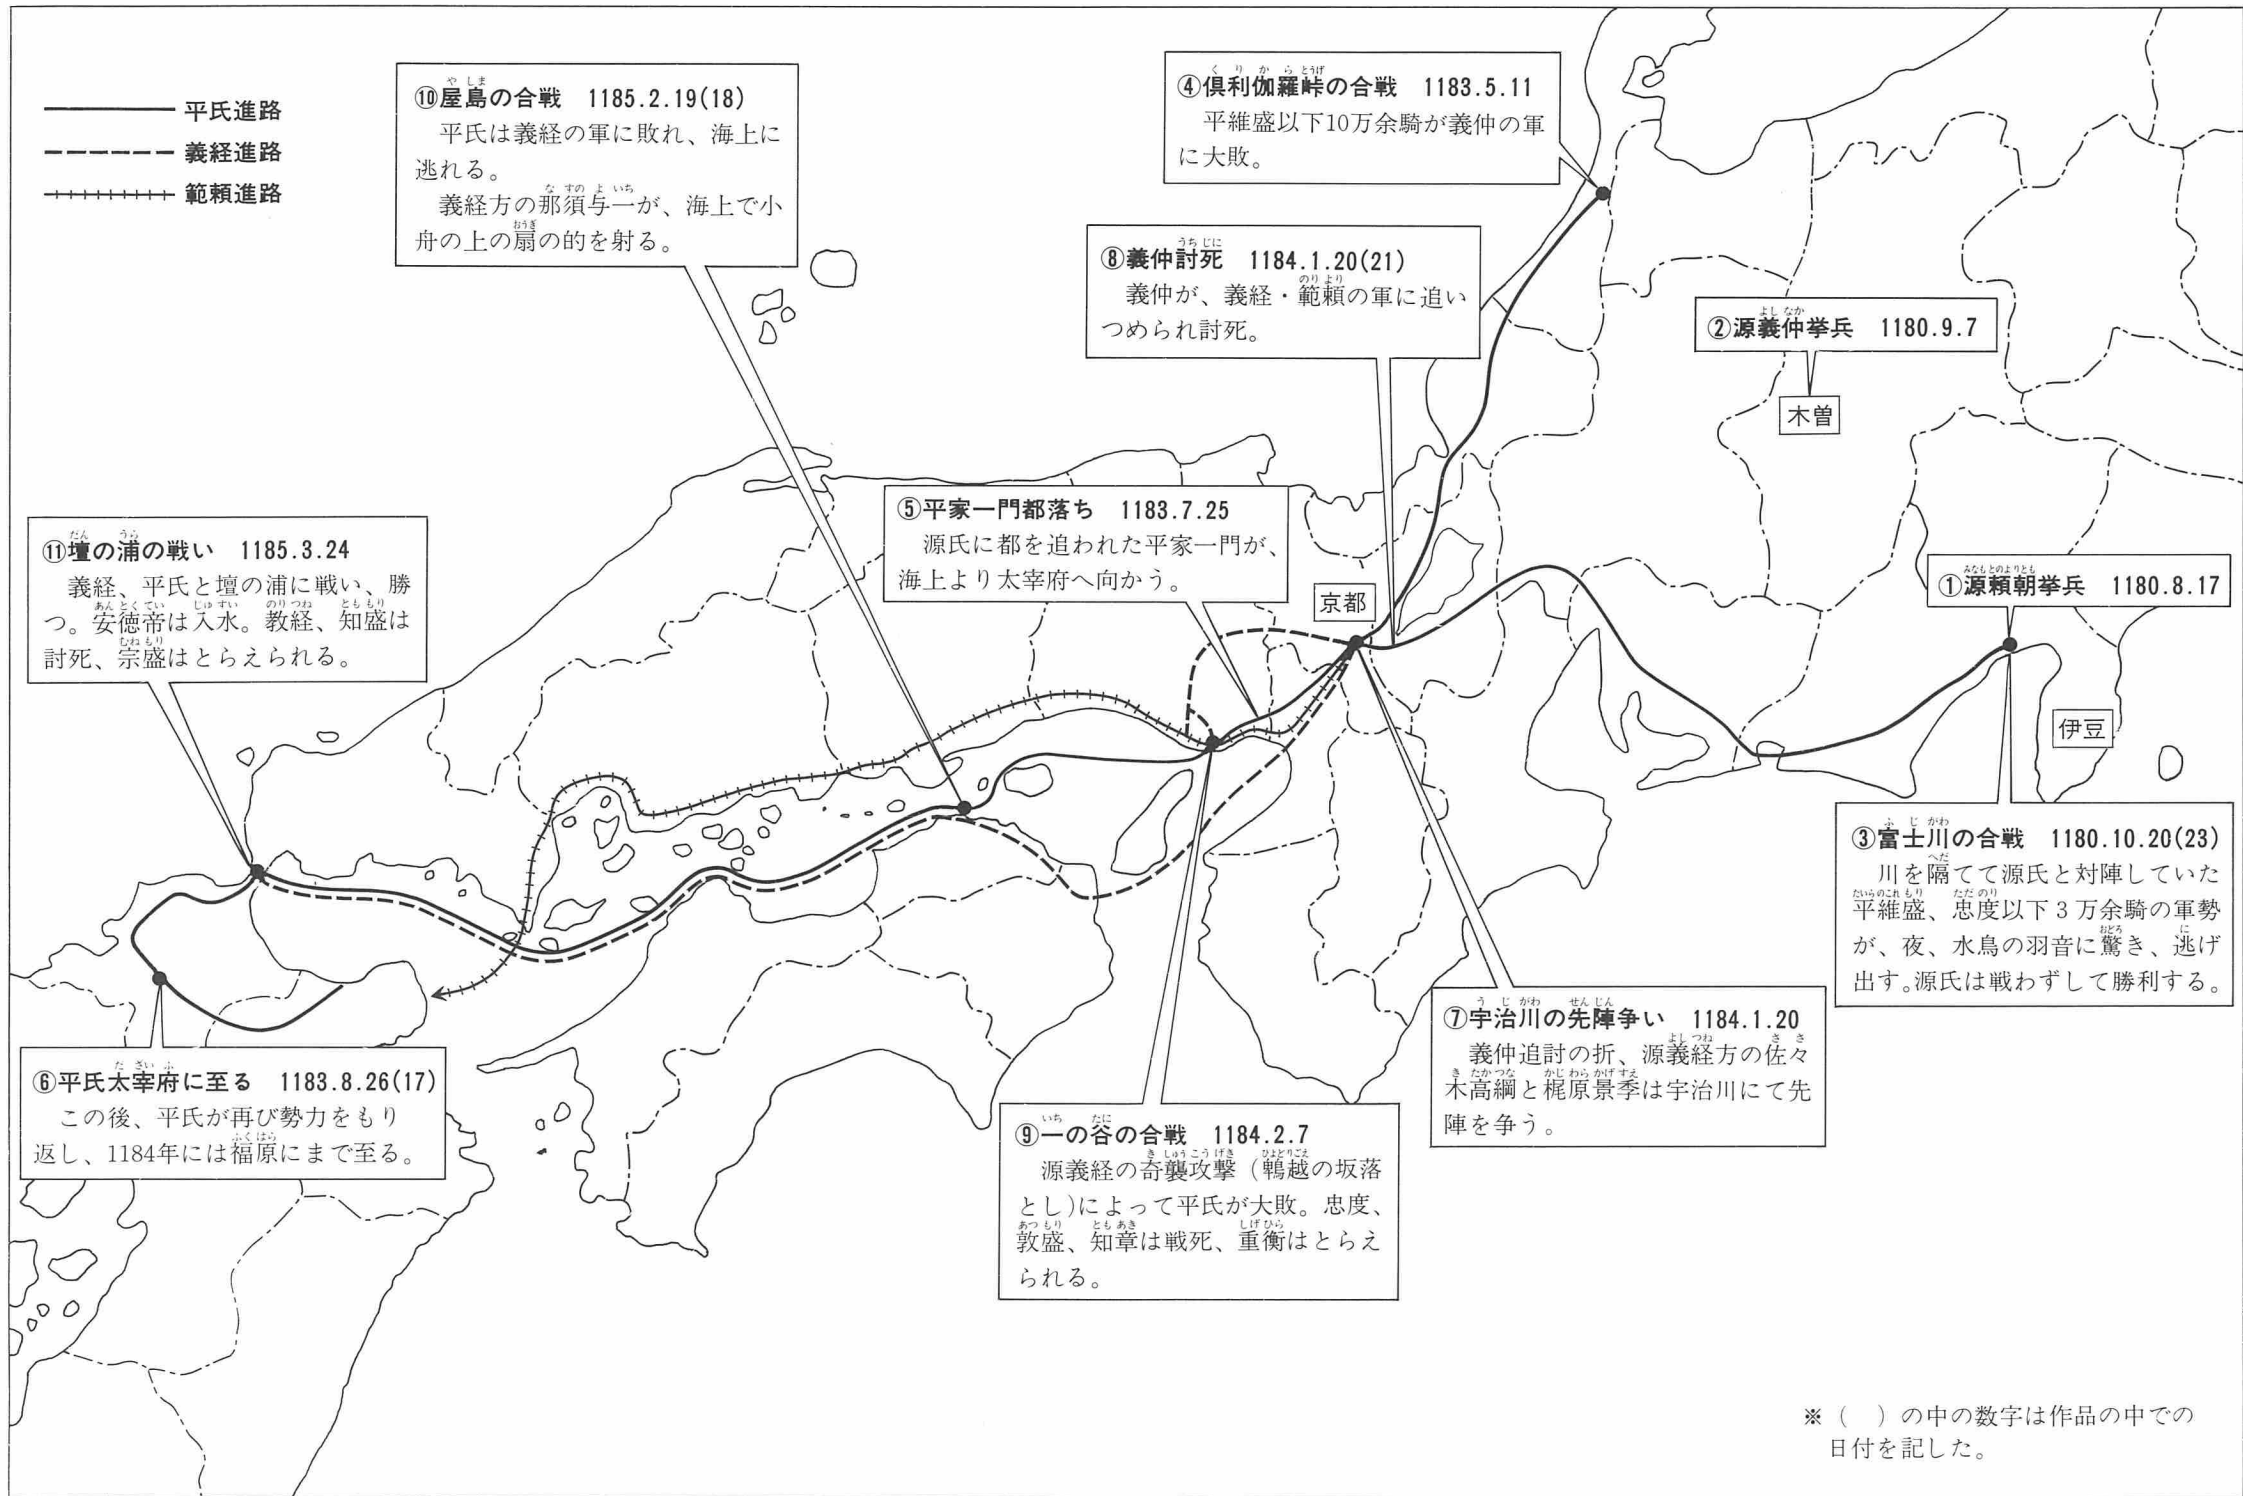 平氏進路
義経進路
範頼進路
⑩屋島の合戦 1185.2.19(18)
平氏は義経の軍に敗れ、海上に
逃れる。
義経方の那須与一が、海上で小
舟の上の扇の的を射る。
④倶利伽羅峠の合戦 1183.5.11
平維盛以下10万余騎が義仲の軍
に大敗。
⑧義仲討死 1184.1.20(21)
義仲が、義経・範頼の軍に追い
つめられ討死。
②源義仲挙兵 1180.9.7
木曽
⑤平家一門都落ち 1183.7.25
源氏に都を追われた平家一門が、
海上より太宰府へ向かう。
⑪壇の浦の戦い 1185.3.24
義経、平氏と壇の浦に戦い、勝
つ。安徳帝は入水。教経、知盛は
討死、宗盛はとらえられる。
京都
①源頼朝挙兵 1180.8.17
伊豆
③富士川の合戦 1180.10.20(23)
川を隔てて源氏と対陣していた
平維盛、忠度以下3万余騎の軍勢
が、夜、水鳥の羽音に驚き、逃げ
出す。源氏は戦わずして勝利する。
⑦宇治川の先陣争い 1184.1.20
義仲追討の折、源義経方の佐々
木高綱と梶原景季は宇治川にて先
陣を争う。
⑥平氏太宰府に至る 1183.8.26(17)
この後、平氏が再び勢力をもり
返し、1184年には福原にまで至る。
⑨一の谷の合戦 1184.2.7
源義経の奇襲攻撃（鵯越の坂落
とし）によって平氏が大敗。忠度、
敦盛、知章は戦死、重衡はとらえ
られる。
※（ ）の中の数字は作品の中での
日付を記した。